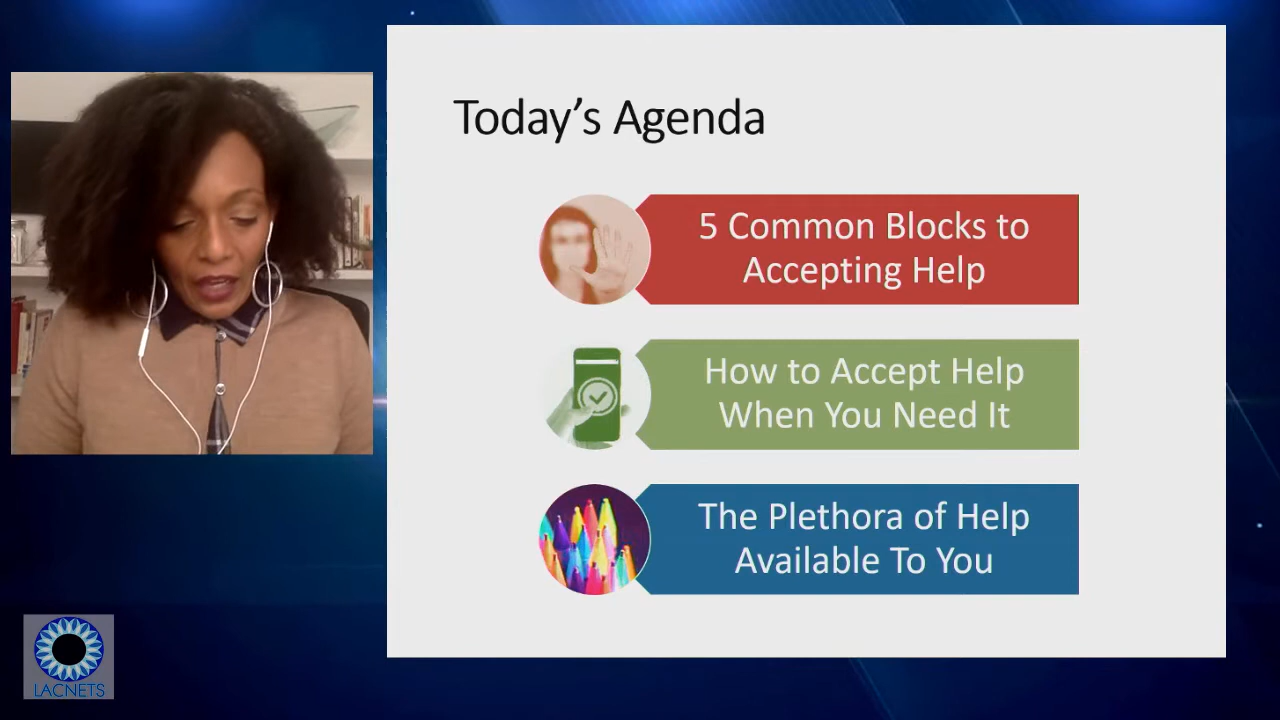 Today's Agenda
5 Common Blocks to
Accepting Help
How to Accept Help
When You Need It
The Plethora of Help
Available To You
LACNETS